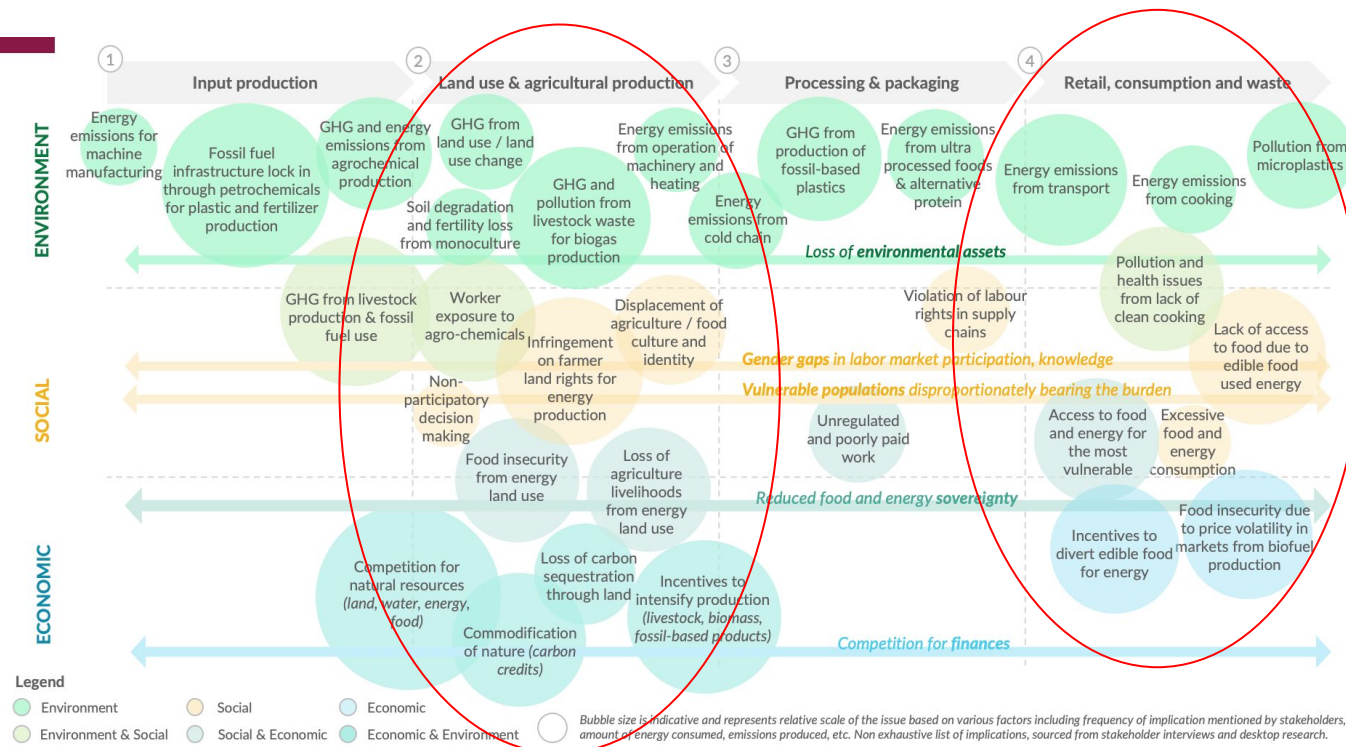 1
2
3
4
Input production
Land use & agricultural production
Processing & packaging
Retail, consumption and waste
ENVIRONMENT
Energy
emissions for
machine
manufacturing
Fossil fuel
infrastructure lock in
through petrochemicals
for plastic and fertilizer
production
GHG and energy
emissions from
agrochemical
production
GHG from
land use / land
use change
Soil degradation
and fertility loss
from monoculture
GHG and
pollution from
livestock waste
for biogas
production
Energy emissions
from operation of
machinery and
heating
Energy
emissions from
cold chain
GHG from
production of
fossil-based
plastics
Energy emissions
from ultra
processed foods
& alternative
protein
Energy emissions
from transport
Energy emissions
from cooking
Pollution from
microplastics
Loss of environmental assets
SOCIAL
GHG from livestock
production & fossil
fuel use
Worker
exposure to
agro-chemicals
Infringement
on farmer
land rights for
energy
production
Displacement of
agriculture / food
culture and
identity
Violation of labour
rights in supply
chains
Pollution and
health issues
from lack of
clean cooking
Lack of access
to food due to
edible food
used energy
Gender gaps in labor market participation, knowledge
Vulnerable populations disproportionately bearing the burden
Non-
participatory
decision
making
Food insecurity
from energy
land use
Loss of
agriculture
livelihoods
from energy
land use
Unregulated
and poorly paid
work
Access to food
and energy for
the most
vulnerable
Excessive
food and
energy
consumption
Reduced food and energy sovereignty
ECONOMIC
Competition for
natural resources
(land, water, energy,
food)
Commodification
of nature (carbon
credits)
Loss of carbon
sequestration
through land
Incentives to
intensify production
(livestock, biomass,
fossil-based products)
Incentives to
divert edible food
for energy
Food insecurity due
to price volatility in
markets from biofuel
production
Competition for finances
Legend
Environment
Social
Economic
Environment & Social
Social & Economic
Economic & Environment
Bubble size is indicative and represents relative scale of the issue based on various factors including frequency of implication mentioned by stakeholders,
amount of energy consumed, emissions produced, etc. Non exhaustive list of implications, sourced from stakeholder interviews and desktop research.